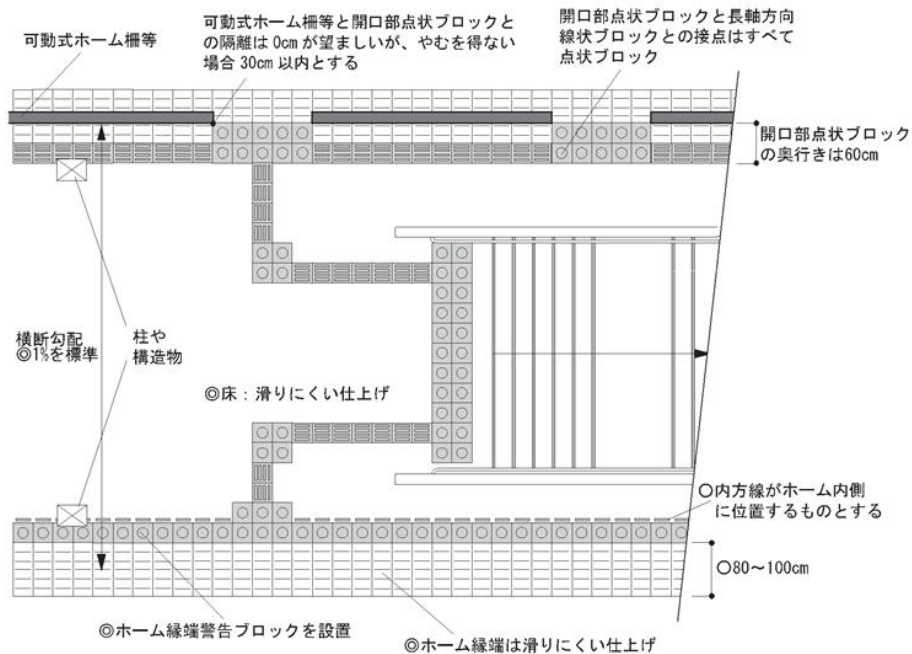 可動式ホーム柵等
可動式ホーム柵等と開口部点状ブロックと
の隔離は 0cm が望ましいが、やむを得ない
場合 30cm 以内とする
開口部点状ブロックと長軸方向
線状ブロックとの接点はすべて
点状ブロック
開口部点状ブロック
の奥行きは60cm
横断勾配
◎1%を標準
柱や
構造物
◎床：滑りにくい仕上げ
○内方線がホーム内側
に位置するものとする
○80～100cm
◎ホーム縁端警告ブロックを設置
◎ホーム縁端は滑りにくい仕上げ